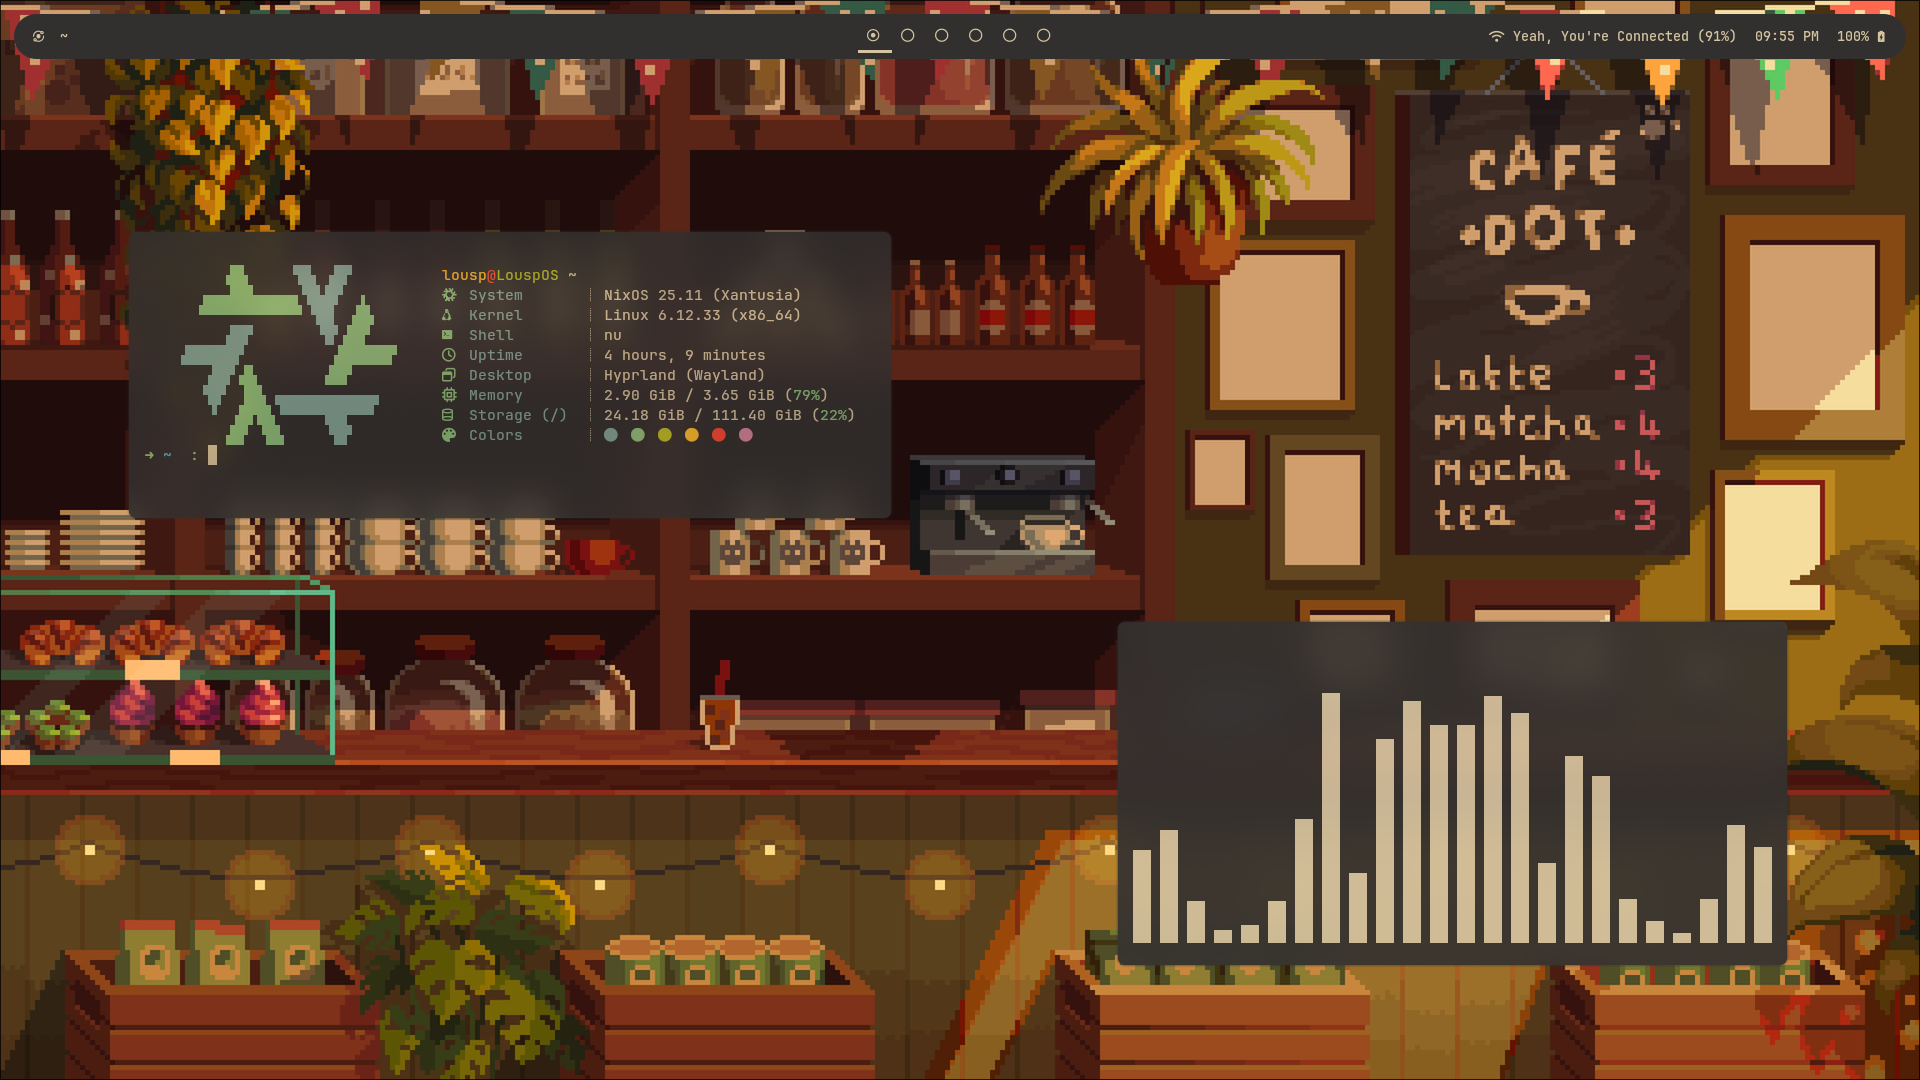 ~
Yeah, You're Connected (91%) 09:55 PM 100%
CAFÉ
·DOT·
Latte ·3
matcha ·4
mocha ·4
tea ·3
lousp@LouspOS ~
System NixOS 25.11 (Xantusia)
Kernel Linux 6.12.33 (x86_64)
Shell nu
Uptime 4 hours, 9 minutes
Desktop Hyprland (Wayland)
Memory 2.90 GiB / 3.65 GiB (79%)
Storage (/) 24.18 GiB / 111.40 GiB (22%)
Colors
➜ ~ :